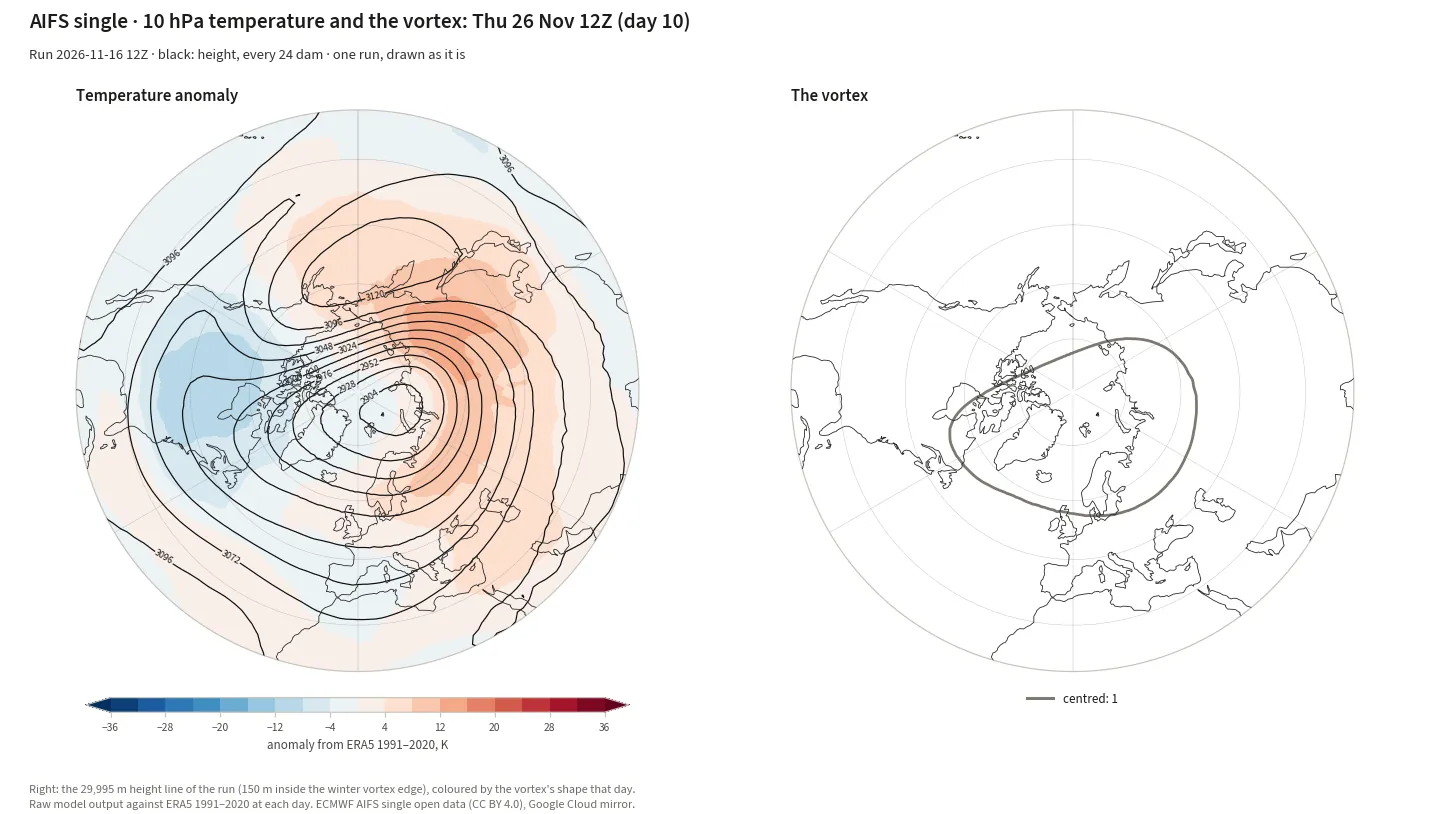 AIFS single · 10 hPa temperature and the vortex: Thu 26 Nov 12Z (day 10)
Run 2026-11-16 12Z · black: height, every 24 dam · one run, drawn as it is
Temperature anomaly
The vortex
3096
3096
3120
3096
3048
3024
2952
2928
2904
3096
3072
−36 −28 −20 −12 −4 4 12 20 28 36
anomaly from ERA5 1991–2020, K
centred: 1
Right: the 29,995 m height line of the run (150 m inside the winter vortex edge), coloured by the vortex's shape that day.
Raw model output against ERA5 1991–2020 at each day. ECMWF AIFS single open data (CC BY 4.0), Google Cloud mirror.